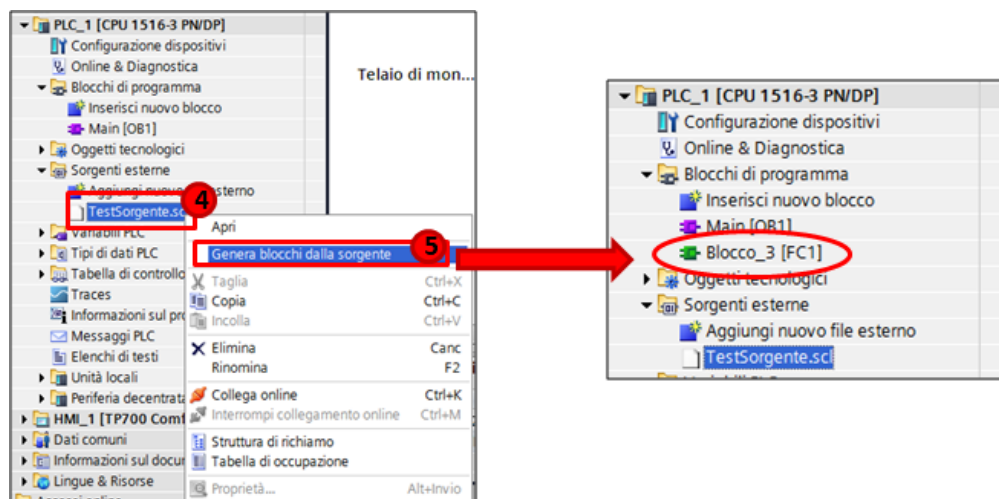 PLC_1 [CPU 1516-3 PN/DP]
Configurazione dispositivi
Online & Diagnostica
Blocchi di programma
Inserisci nuovo blocco
Main [OB1]
Oggetti tecnologici
Sorgenti esterne
Aggiungi nuovo esterno
TestSorgente.sc
4
Variabili PLC
Tipi di dati PLC
Tabella di controllo
Traces
Informazioni sul pro
Messaggi PLC
Elenchi di testi
Unità locali
Periferia decentrata
HMI_1 [TP700 Comf
Dati comuni
Informazioni sul docur
Lingue & Risorse
Telaio di mon...
Apri
Genera blocchi dalla sorgente
5
Taglia Ctrl+X
Copia Ctrl+C
Incolla Ctrl+V
Elimina Canc
Rinomina F2
Collega online Ctrl+K
Interrompi collegamento online Ctrl+M
Struttura di richiamo
Tabella di occupazione
Proprietà... Alt+Invio
PLC_1 [CPU 1516-3 PN/DP]
Configurazione dispositivi
Online & Diagnostica
Blocchi di programma
Inserisci nuovo blocco
Main [OB1]
Blocco_3 [FC1]
Oggetti tecnologici
Sorgenti esterne
Aggiungi nuovo file esterno
TestSorgente.scl